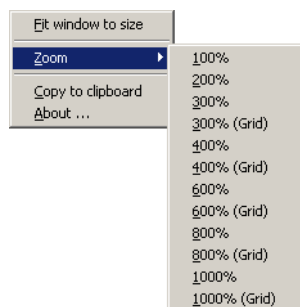 Fit window to size
Zoom
Copy to clipboard
About ...
100%
200%
300%
300% (Grid)
400%
400% (Grid)
600%
600% (Grid)
800%
800% (Grid)
1000%
1000% (Grid)